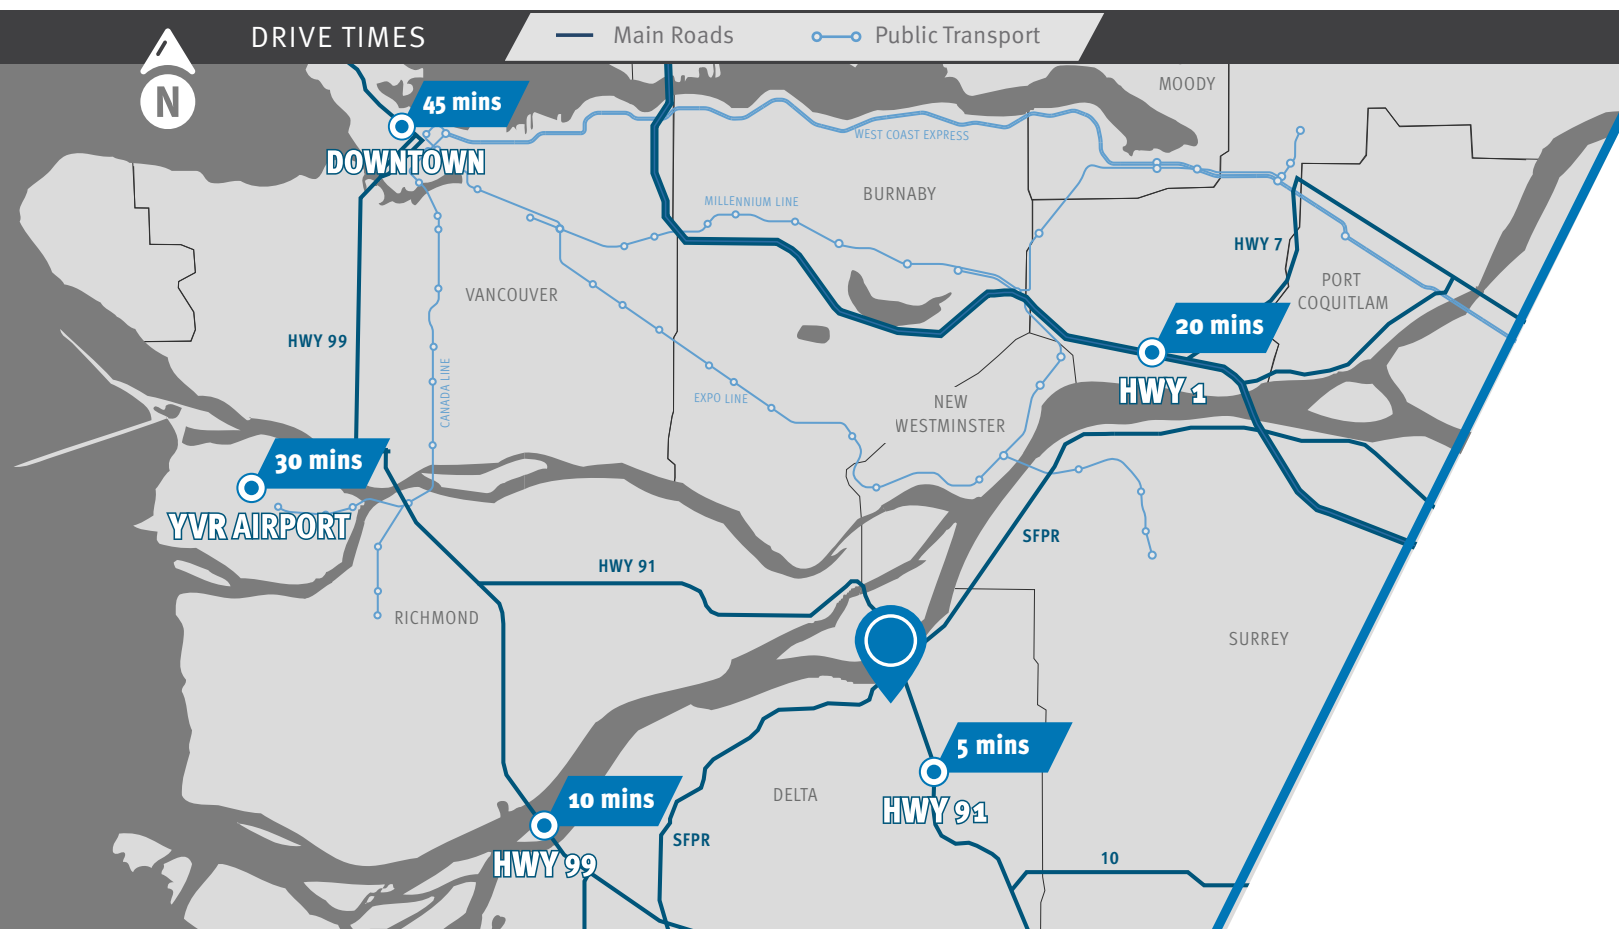 DRIVE TIMES
Main Roads
Public Transport
N
MOODY
45 mins
DOWNTOWN
WEST COAST EXPRESS
BURNABY
MILLENNIUM LINE
HWY 7
PORT
COQUITLAM
VANCOUVER
20 mins
HWY 99
CANADA LINE
HWY 1
EXPO LINE
NEW
WESTMINSTER
30 mins
YVR AIRPORT
SFPR
HWY 91
RICHMOND
SURREY
5 mins
10 mins
DELTA
HWY 91
SFPR
HWY 99
10